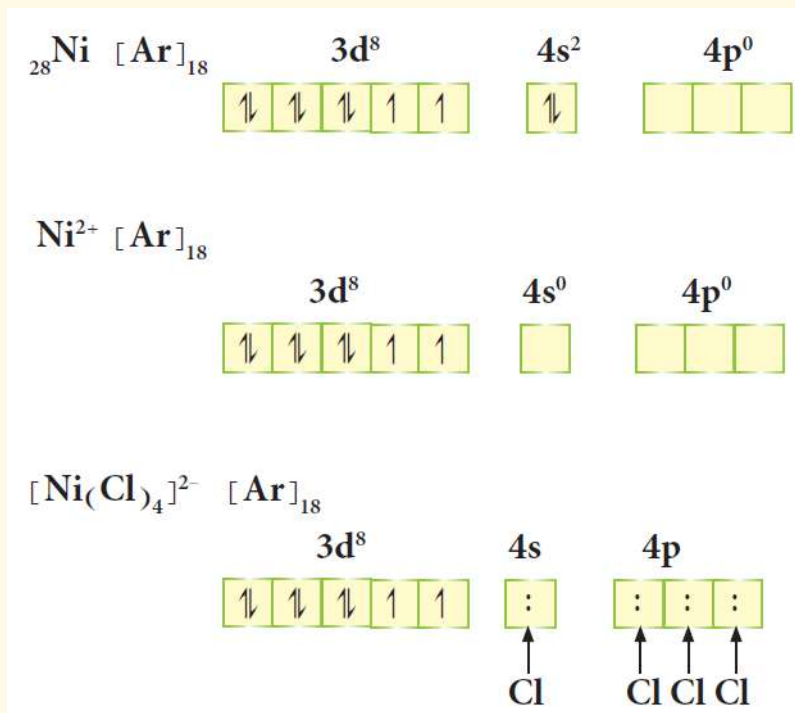 ₂₈Ni [Ar]₁₈ 3d⁸ 4s² 4p⁰
Ni²⁺ [Ar]₁₈
3d⁸ 4s⁰ 4p⁰
[Ni(Cl)₄]²⁻ [Ar]₁₈
3d⁸ 4s 4p
Cl Cl Cl Cl